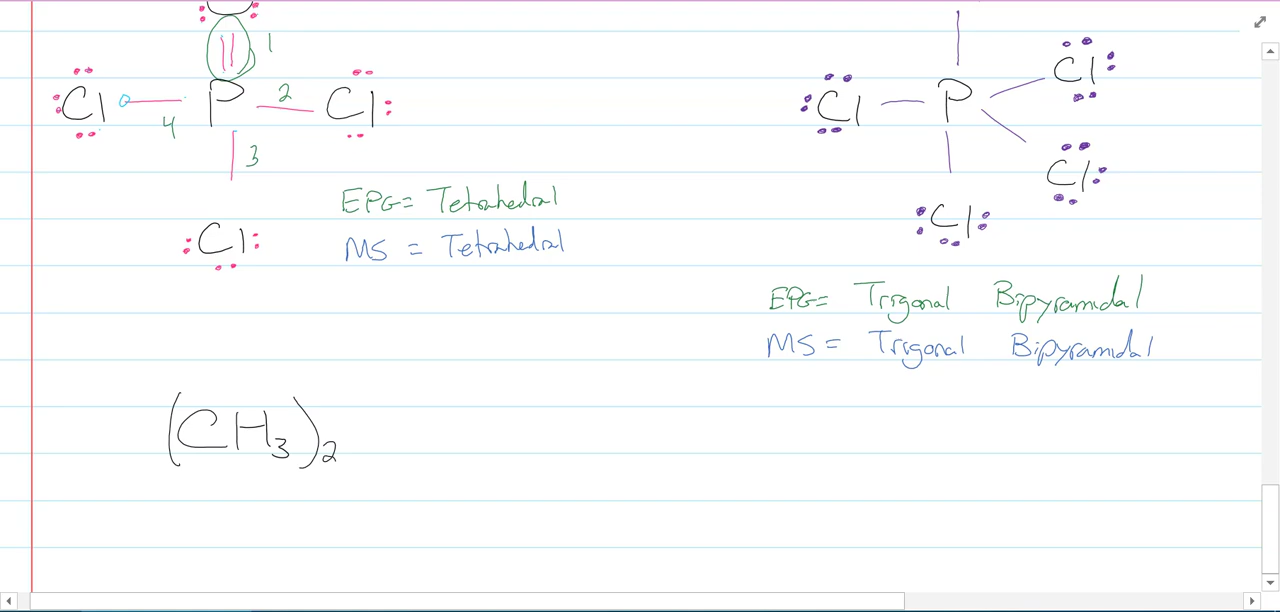 1
Cl P 2 Cl
4
3
Cl
EPG= Tetrahedral
MS = Tetrahedral
Cl P Cl
Cl
Cl
EPG= Trigonal Bipyramidal
MS = Trigonal Bipyramidal
(CH3)2